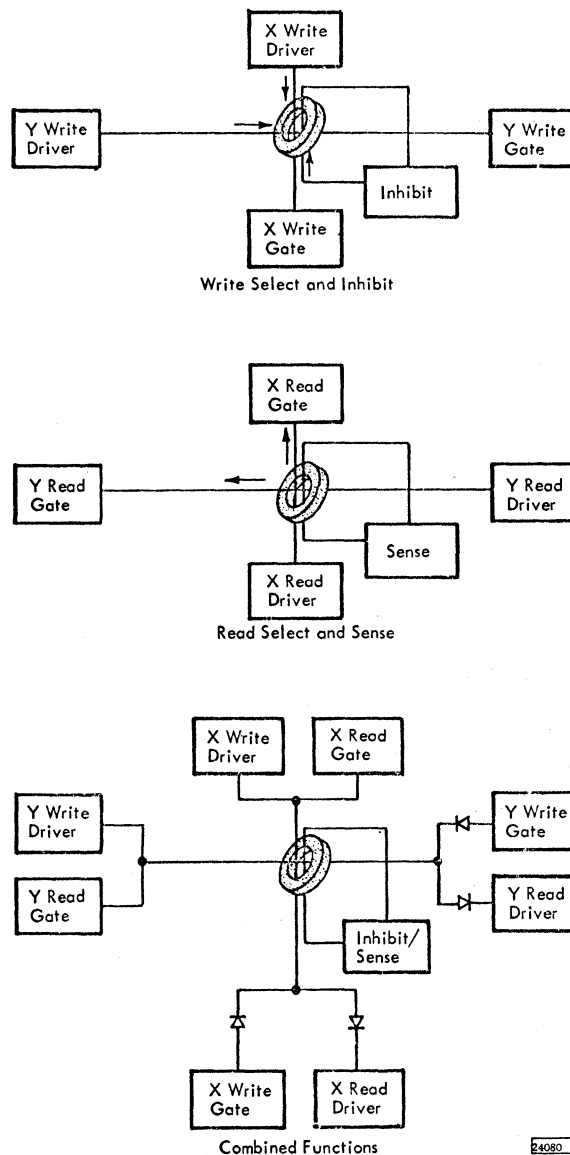 X Write
Driver
Y Write
Driver
Y Write
Gate
Inhibit
X Write
Gate
Write Select and Inhibit
X Read
Gate
Y Read
Gate
Y Read
Driver
Sense
X Read
Driver
Read Select and Sense
X Write
Driver
X Read
Gate
Y Write
Driver
Y Write
Gate
Y Read
Gate
Y Read
Driver
Inhibit/
Sense
X Write
Gate
X Read
Driver
Combined Functions
24080